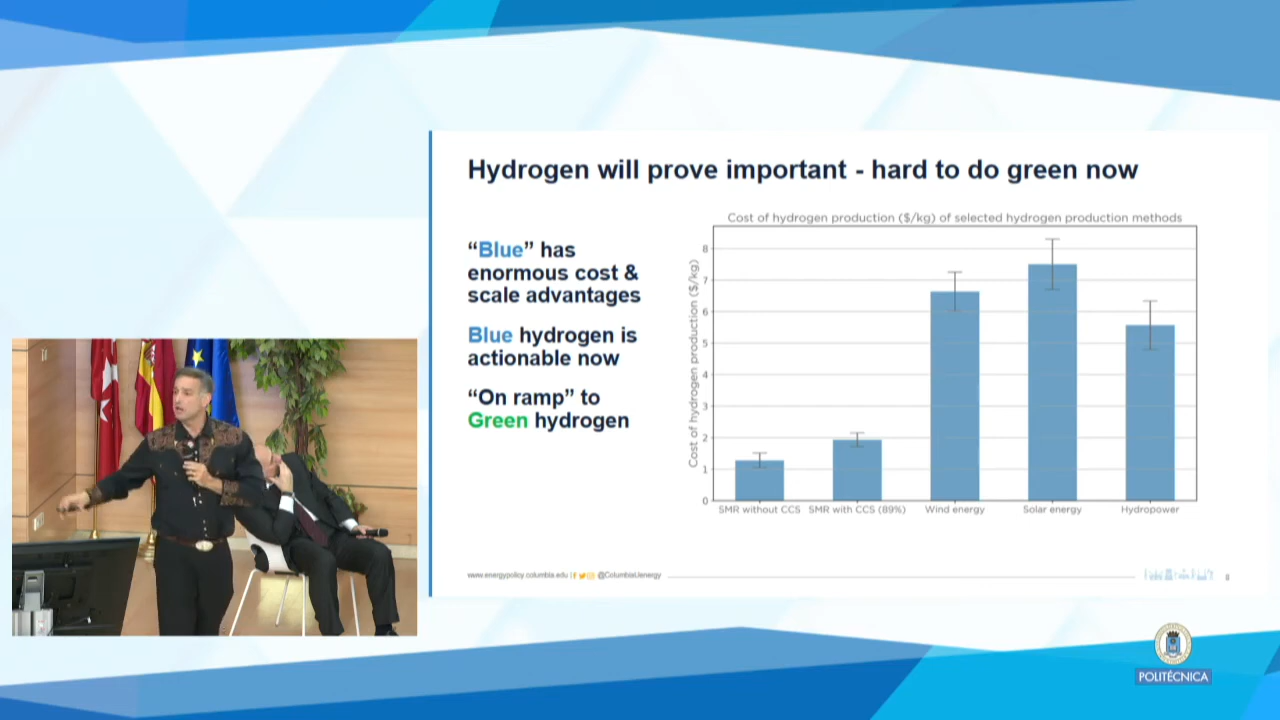 Hydrogen will prove important - hard to do green now
“Blue” has
enormous cost &
scale advantages
Blue hydrogen is
actionable now
“On ramp” to
Green hydrogen
Cost of hydrogen production ($/kg) of selected hydrogen production methods
Cost of hydrogen production ($/kg)
8
7
6
5
4
3
2
1
0
SMR without CCS
SMR with CCS (89%)
Wind energy
Solar energy
Hydropower
www.energypolicy.columbia.edu @ColumbiaUenergy
8
POLITÉCNICA